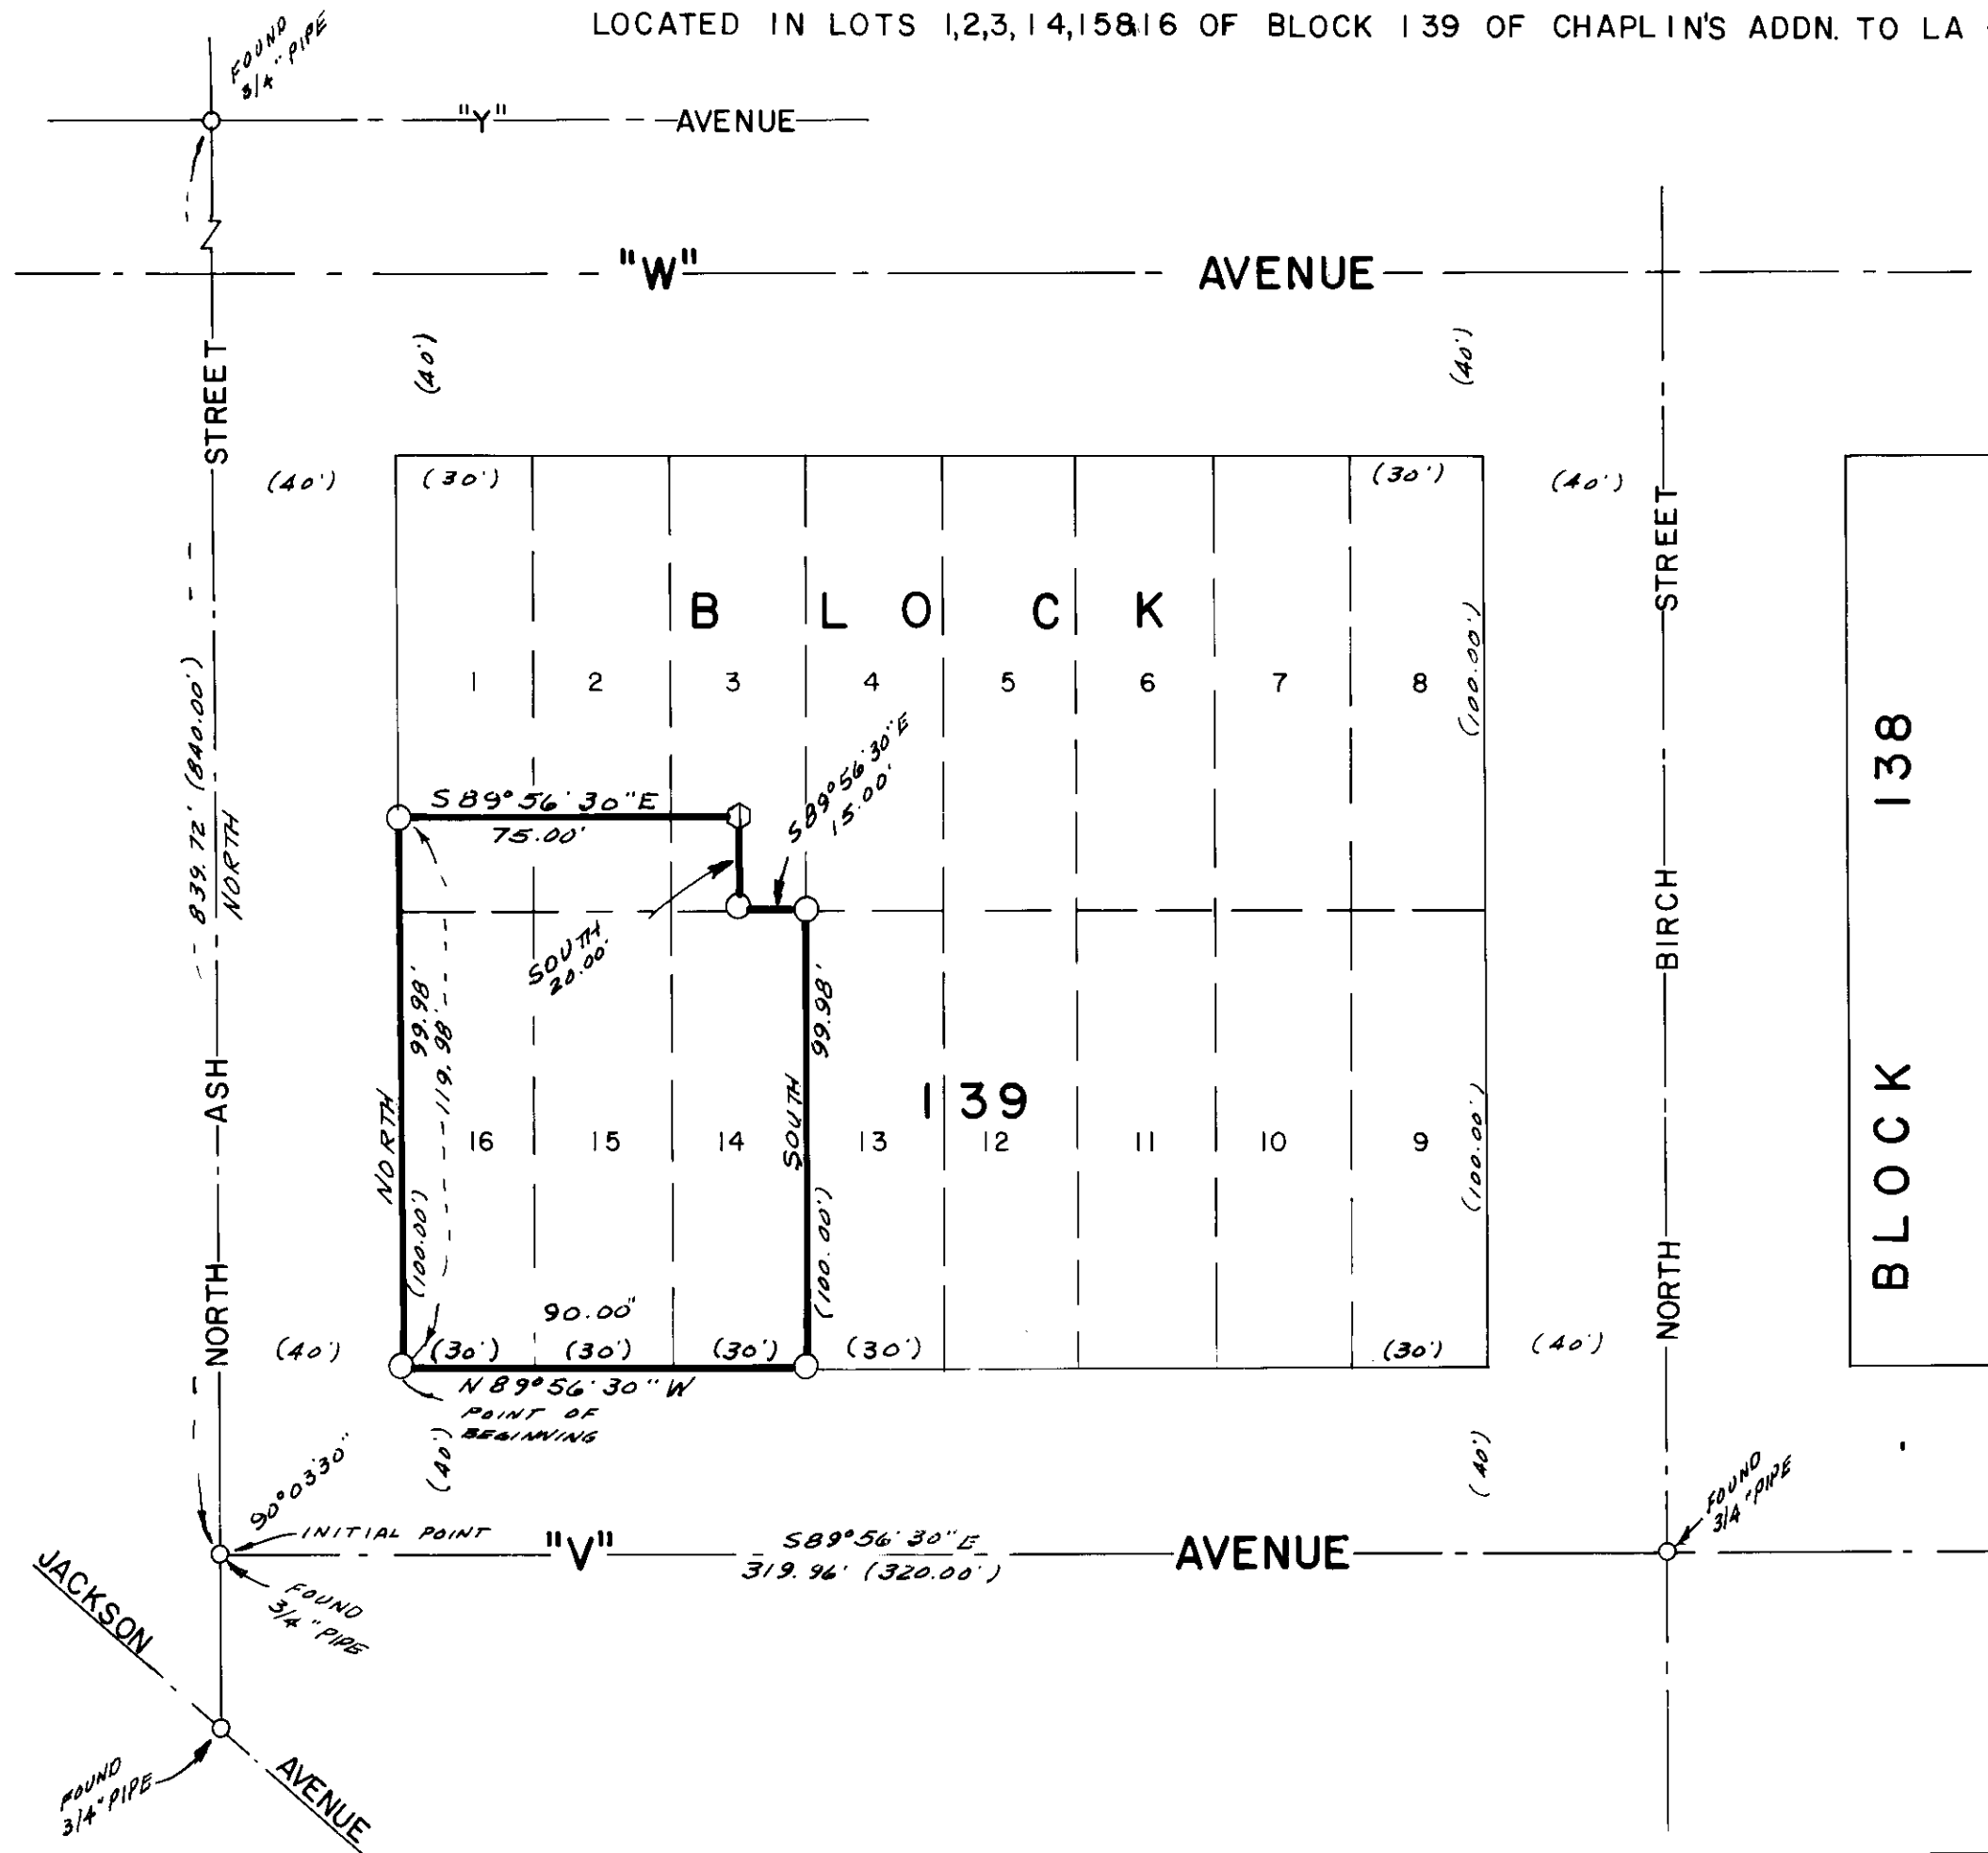 LOCATED IN LOTS 1,2,3,14,15&16 OF BLOCK 139 OF CHAPLIN'S ADDN. TO LA
FOUND
3/4" PIPE
"Y" AVENUE
"W" AVENUE
(40')
(40')
STREET
(40')
(30')
(30')
(40')
STREET
BLOCK
(100.00')
1
2
3
4
5
6
7
8
138
839.72' (840.00')
NORTH
S89°56'30"E
75.00'
S89°56'30"E
15.00'
BIRCH
SOUTH
20.00'
99.98'
119.98'
99.98'
139
ASH
NORTH
SOUTH
16
15
14
13
12
11
10
9
(100.00')
BLOCK
(100.00')
(100.00')
NORTH
NORTH
90.00"
(40')
(30')
(30')
(30')
(30')
(30')
(40')
N89°56'30"W
POINT OF
BEGINNING
(40')
(40')
90°03'30"
INITIAL POINT
"V" AVENUE
S89°56'30"E
319.96' (320.00')
FOUND
3/4" PIPE
FOUND
3/4" PIPE
JACKSON
AVENUE
FOUND
3/4" PIPE